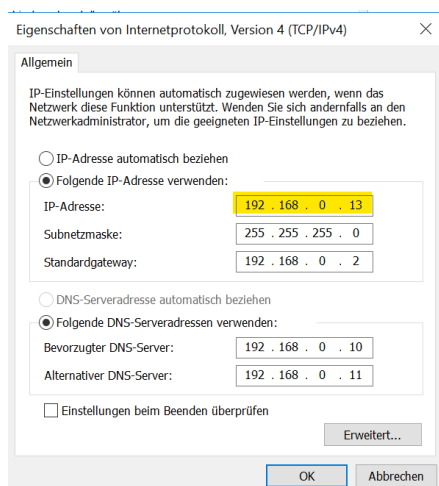 Eigenschaften von Internetprotokoll, Version 4 (TCP/IPv4)
Allgemein
IP-Einstellungen können automatisch zugewiesen werden, wenn das
Netzwerk diese Funktion unterstützt. Wenden Sie sich andernfalls an den
Netzwerkadministrator, um die geeigneten IP-Einstellungen zu beziehen.
IP-Adresse automatisch beziehen
Folgende IP-Adresse verwenden:
IP-Adresse: 192 . 168 . 0 . 13
Subnetzmaske: 255 . 255 . 255 . 0
Standardgateway: 192 . 168 . 0 . 2
DNS-Serveradresse automatisch beziehen
Folgende DNS-Serveradressen verwenden:
Bevorzugter DNS-Server: 192 . 168 . 0 . 10
Alternativer DNS-Server: 192 . 168 . 0 . 11
Einstellungen beim Beenden überprüfen
Erweitert...
OK Abbrechen